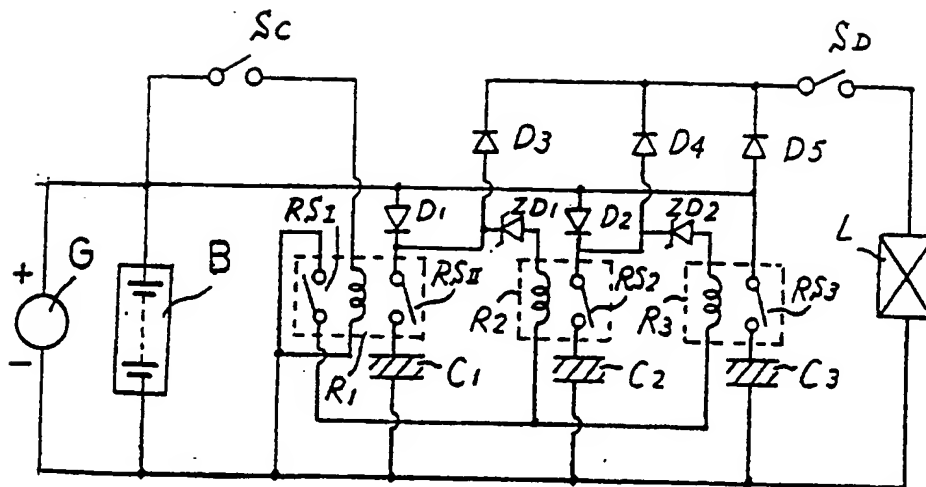 SC
SD
D3
D4
D5
RSI
D1
ZD1
D2
ZD2
G
B
RSII
R2
RS2
R3
RS3
L
+
-
R1
C1
C2
C3